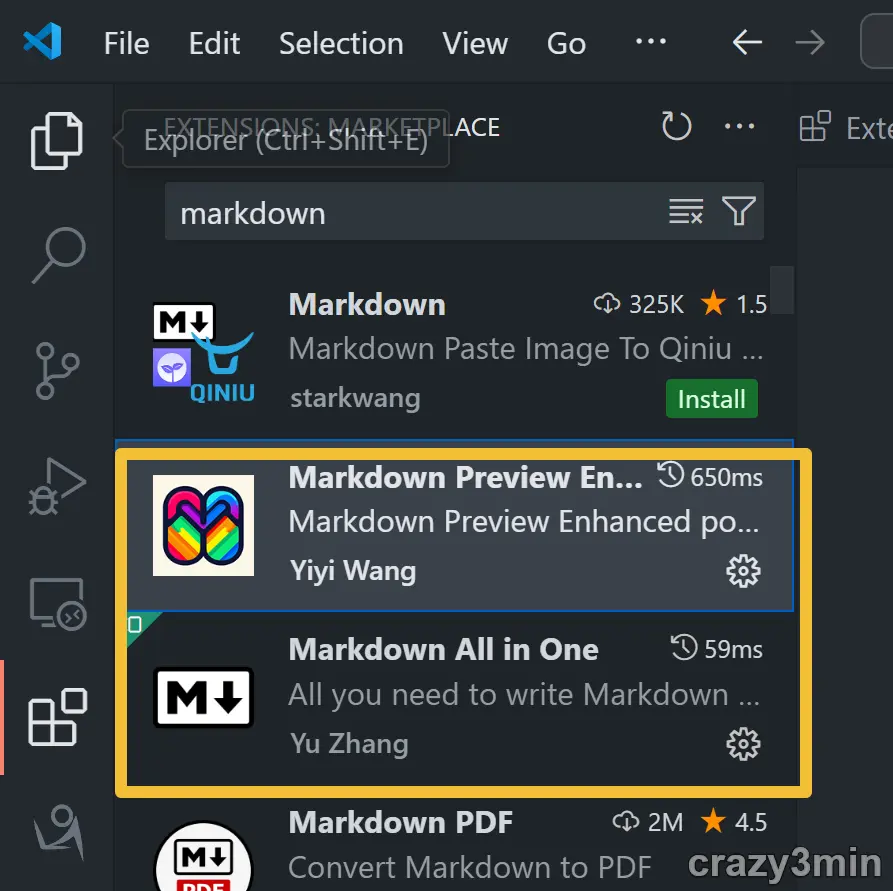 File Edit Selection View Go ...
EXTENSIONS: MARKETPLACE
Explorer (Ctrl+Shift+E)
Exte
markdown
Markdown 325K 1.5
Markdown Paste Image To Qiniu ...
starkwang Install
M
QINIU
Markdown Preview En... 650ms
Markdown Preview Enhanced po...
Yiyi Wang
Markdown All in One 59ms
All you need to write Markdown ...
Yu Zhang
M
Markdown PDF 2M 4.5
Convert Markdown to PDF
M
PDF
crazy3min